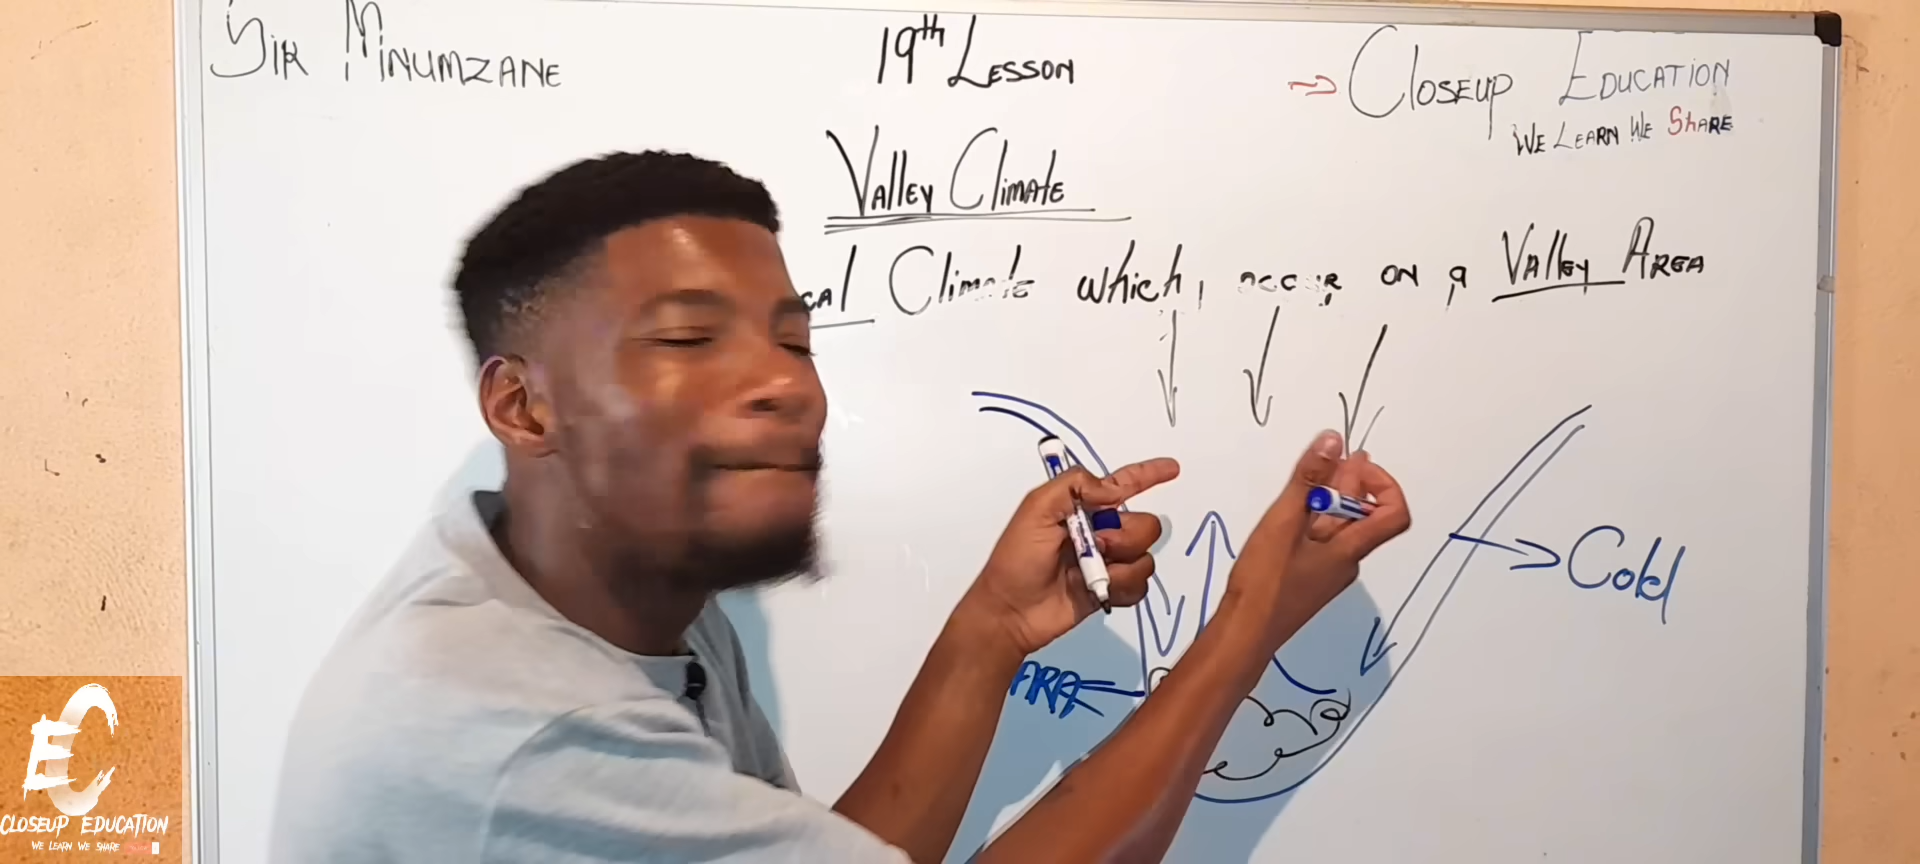 Sir Minumzane
19th Lesson
Closeup Education
We Learn We Share
Valley Climate
cal Climate which, occur on a Valley Area
Cold
CLOSEUP EDUCATION
WE LEARN WE SHARE